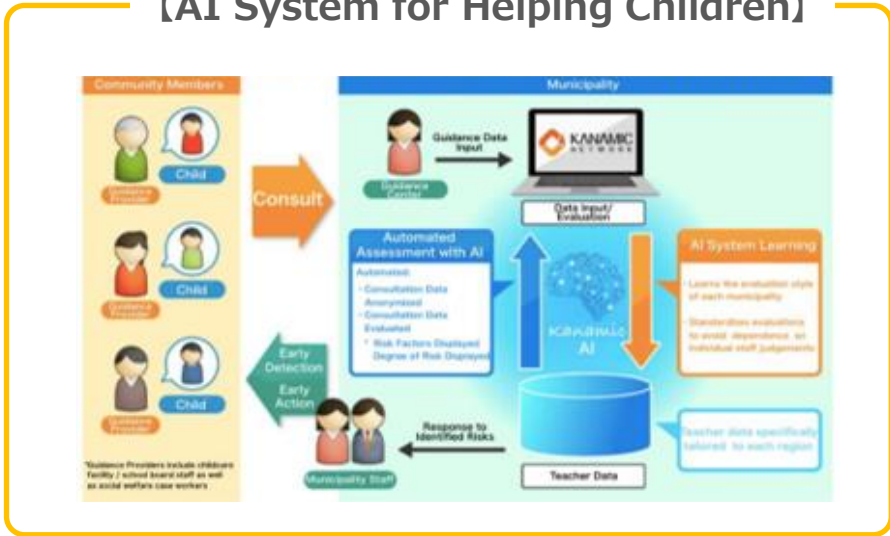 【AI System for Helping Children】
Community Members
Child
Guidance
Provider
Child
Guidance
Provider
Child
Guidance
Provider
*Guidance Providers include childcare
facility / school board staff as well
as social welfare case workers
Consult
Early
Detection
Early
Action
Municipality
Guidance Data
Input
Guidance
Center
KANAMIC
NETWORK
Data Input/
Evaluation
Automated
Assessment with AI
Automated:
・Consultation Data
Anonymized
・Consultation Data
Evaluated
* Risk Factors Displayed
Degree of Risk Displayed
kanamic
AI
AI System Learning
・Learns the evaluation style
of each municipality
・Standardizes evaluations
to avoid dependence on
individual staff judgements
Teacher data specifically
tailored to each region
Teacher Data
Response to
Identified Risks
Municipality Staff